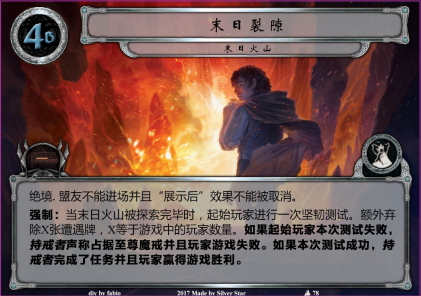 末日裂隙
4B
末日火山
绝境. 盟友不能进场并且“展示后”效果不能被取消。
强制：当末日火山被探索完毕时，起始玩家进行一次坚韧测试。额外弃
除X张遭遇牌，X等于游戏中的玩家数量。如果起始玩家本次测试失败，
持戒者声称占据至尊魔戒并且玩家游戏失败。如果本次测试成功，持
戒者完成了任务并且玩家赢得游戏胜利。
diy by fabio 2017 Made by Silver Star 78